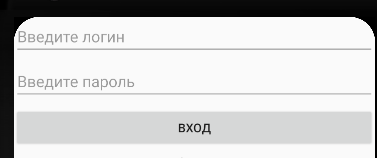 Введите логин
Введите пароль
вход